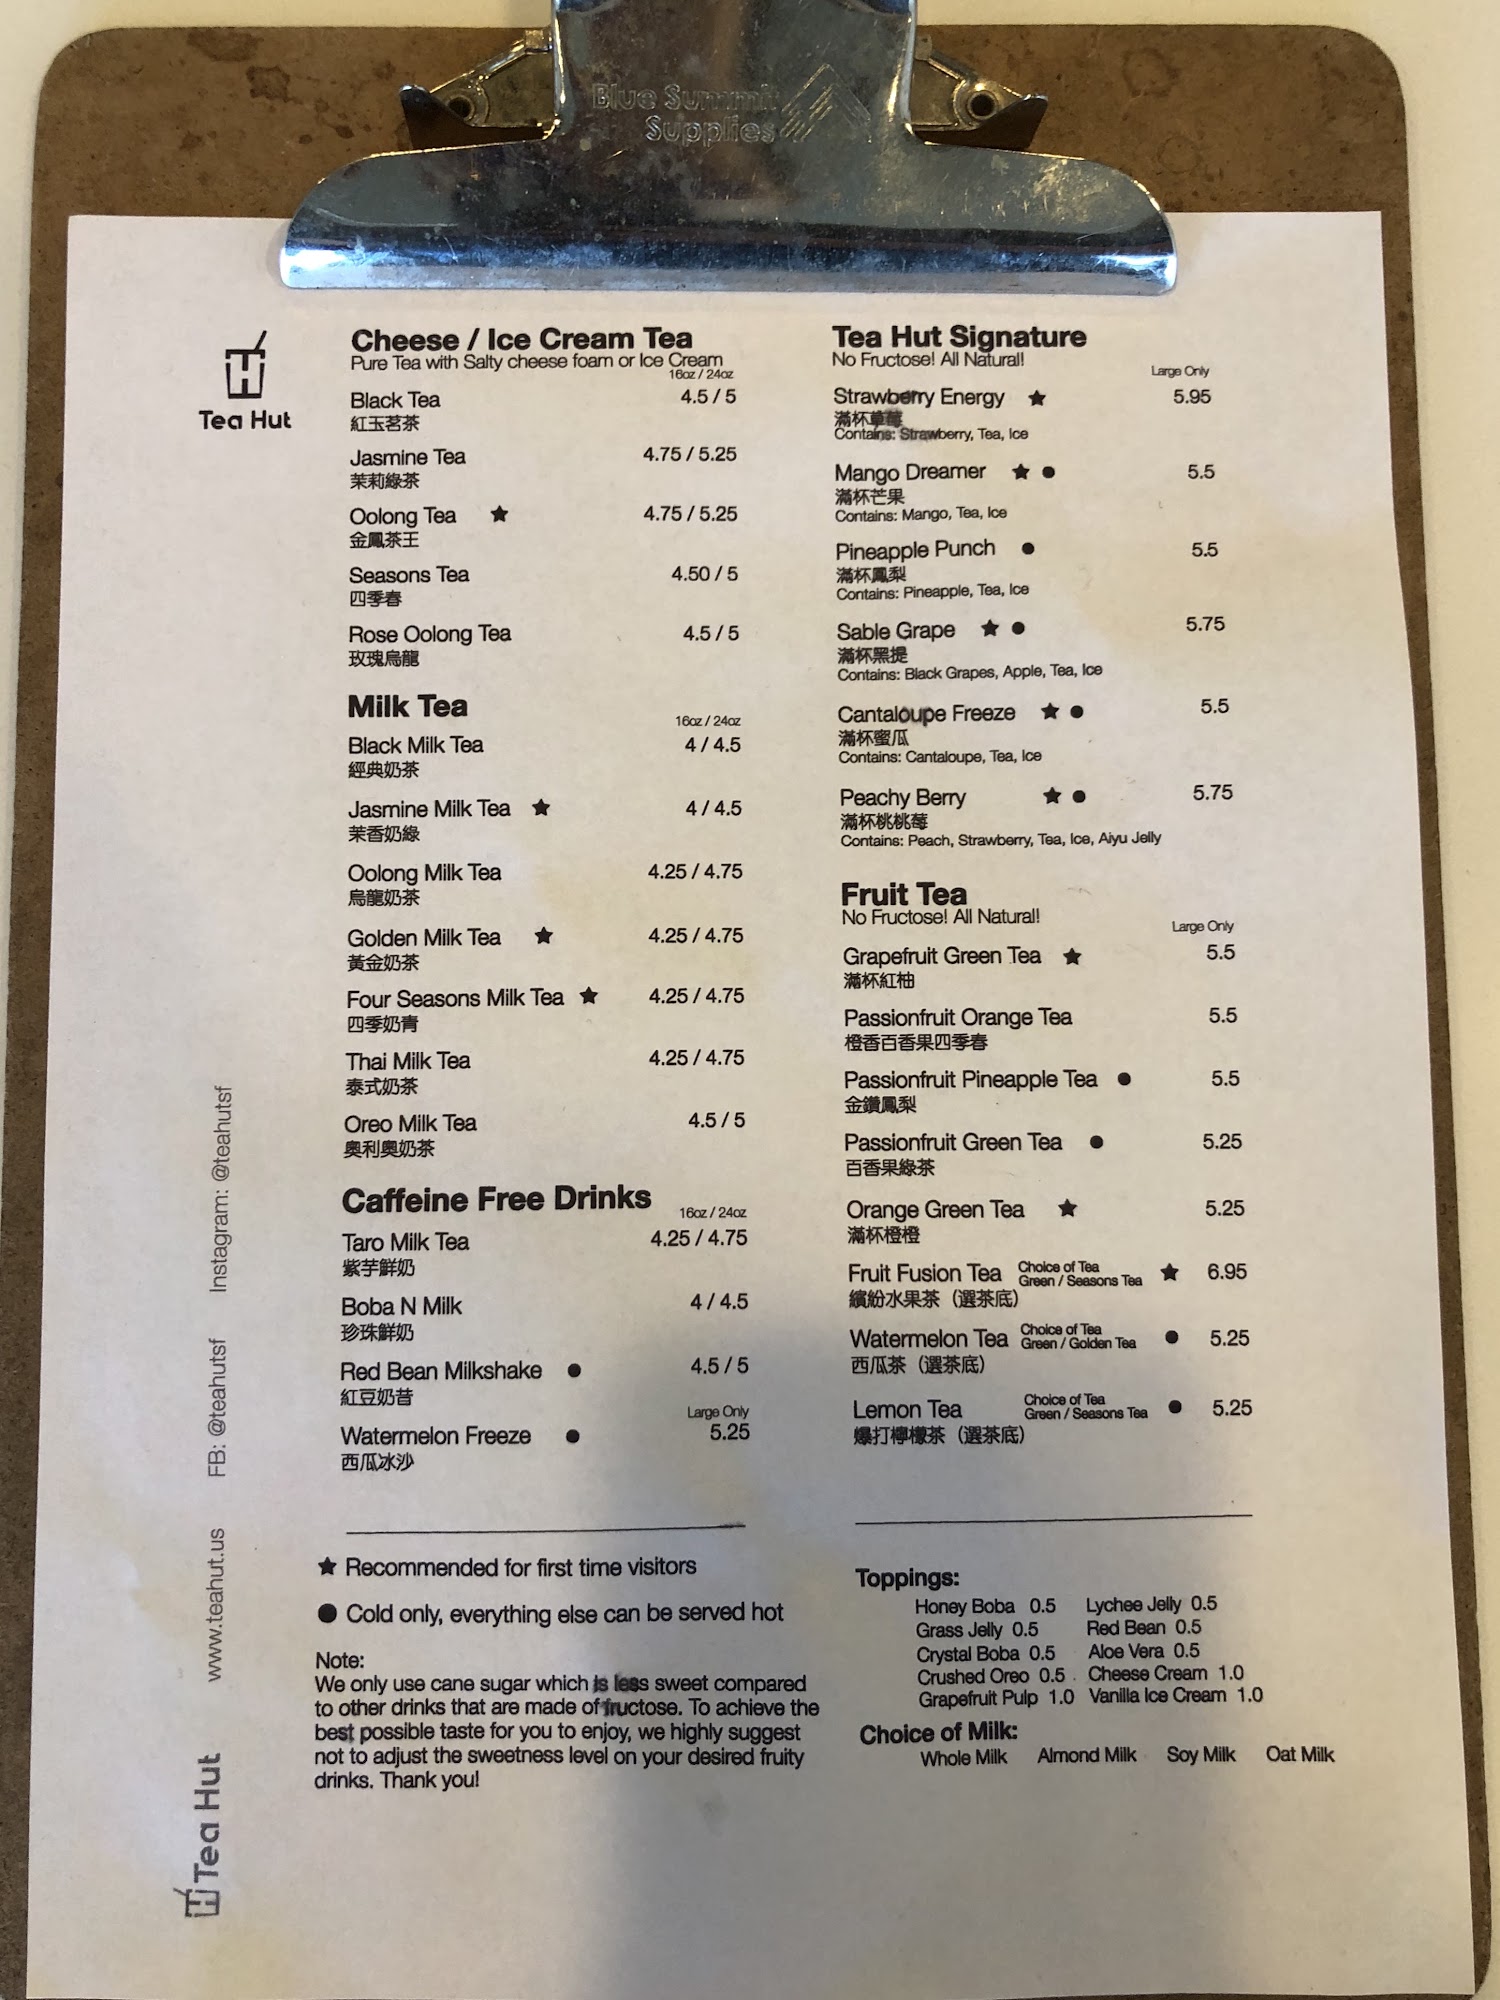 Blue Summit
Supplies
Tea Hut
Cheese / Ice Cream Tea
Pure Tea with Salty cheese foam or Ice Cream
16oz / 24oz
Black Tea 4.5 / 5
紅玉茗茶
Jasmine Tea 4.75 / 5.25
茉莉綠茶
Oolong Tea ★ 4.75 / 5.25
金鳳茶王
Seasons Tea 4.50 / 5
四季春
Rose Oolong Tea 4.5 / 5
玫瑰烏龍
Milk Tea
16oz / 24oz
Black Milk Tea 4 / 4.5
經典奶茶
Jasmine Milk Tea ★ 4 / 4.5
茉香奶綠
Oolong Milk Tea 4.25 / 4.75
烏龍奶茶
Golden Milk Tea ★ 4.25 / 4.75
黃金奶茶
Four Seasons Milk Tea ★ 4.25 / 4.75
四季奶青
Thai Milk Tea 4.25 / 4.75
泰式奶茶
Oreo Milk Tea 4.5 / 5
奧利奧奶茶
Caffeine Free Drinks
16oz / 24oz
Taro Milk Tea 4.25 / 4.75
紫芋鮮奶
Boba N Milk 4 / 4.5
珍珠鮮奶
Red Bean Milkshake ● 4.5 / 5
紅豆奶昔
Large Only
Watermelon Freeze ● 5.25
西瓜冰沙
★ Recommended for first time visitors
● Cold only, everything else can be served hot
Note:
We only use cane sugar which is less sweet compared
to other drinks that are made of fructose. To achieve the
best possible taste for you to enjoy, we highly suggest
not to adjust the sweetness level on your desired fruity
drinks. Thank you!
Tea Hut Signature
No Fructose! All Natural!
Large Only
Strawberry Energy ★ 5.95
滿杯草莓
Contains: Strawberry, Tea, Ice
Mango Dreamer ★ ● 5.5
滿杯芒果
Contains: Mango, Tea, Ice
Pineapple Punch ● 5.5
滿杯鳳梨
Contains: Pineapple, Tea, Ice
Sable Grape ★ ● 5.75
滿杯黑提
Contains: Black Grapes, Apple, Tea, Ice
Cantaloupe Freeze ★ ● 5.5
滿杯蜜瓜
Contains: Cantaloupe, Tea, Ice
Peachy Berry ★ ● 5.75
滿杯桃桃莓
Contains: Peach, Strawberry, Tea, Ice, Aiyu Jelly
Fruit Tea
No Fructose! All Natural!
Large Only
Grapefruit Green Tea ★ 5.5
滿杯紅柚
Passionfruit Orange Tea 5.5
橙香百香果四季春
Passionfruit Pineapple Tea ● 5.5
金鑽鳳梨
Passionfruit Green Tea ● 5.25
百香果綠茶
Orange Green Tea ★ 5.25
滿杯橙橙
Fruit Fusion Tea Choice of Tea Green / Seasons Tea ★ 6.95
繽紛水果茶（選茶底）
Watermelon Tea Choice of Tea Green / Golden Tea ● 5.25
西瓜茶（選茶底）
Lemon Tea Choice of Tea Green / Seasons Tea ● 5.25
爆打檸檬茶（選茶底）
Toppings:
Honey Boba 0.5 Lychee Jelly 0.5
Grass Jelly 0.5 Red Bean 0.5
Crystal Boba 0.5 Aloe Vera 0.5
Crushed Oreo 0.5 Cheese Cream 1.0
Grapefruit Pulp 1.0 Vanilla Ice Cream 1.0
Choice of Milk:
Whole Milk Almond Milk Soy Milk Oat Milk
Tea Hut www.teahut.us FB: @teahutsf Instagram: @teahutsf